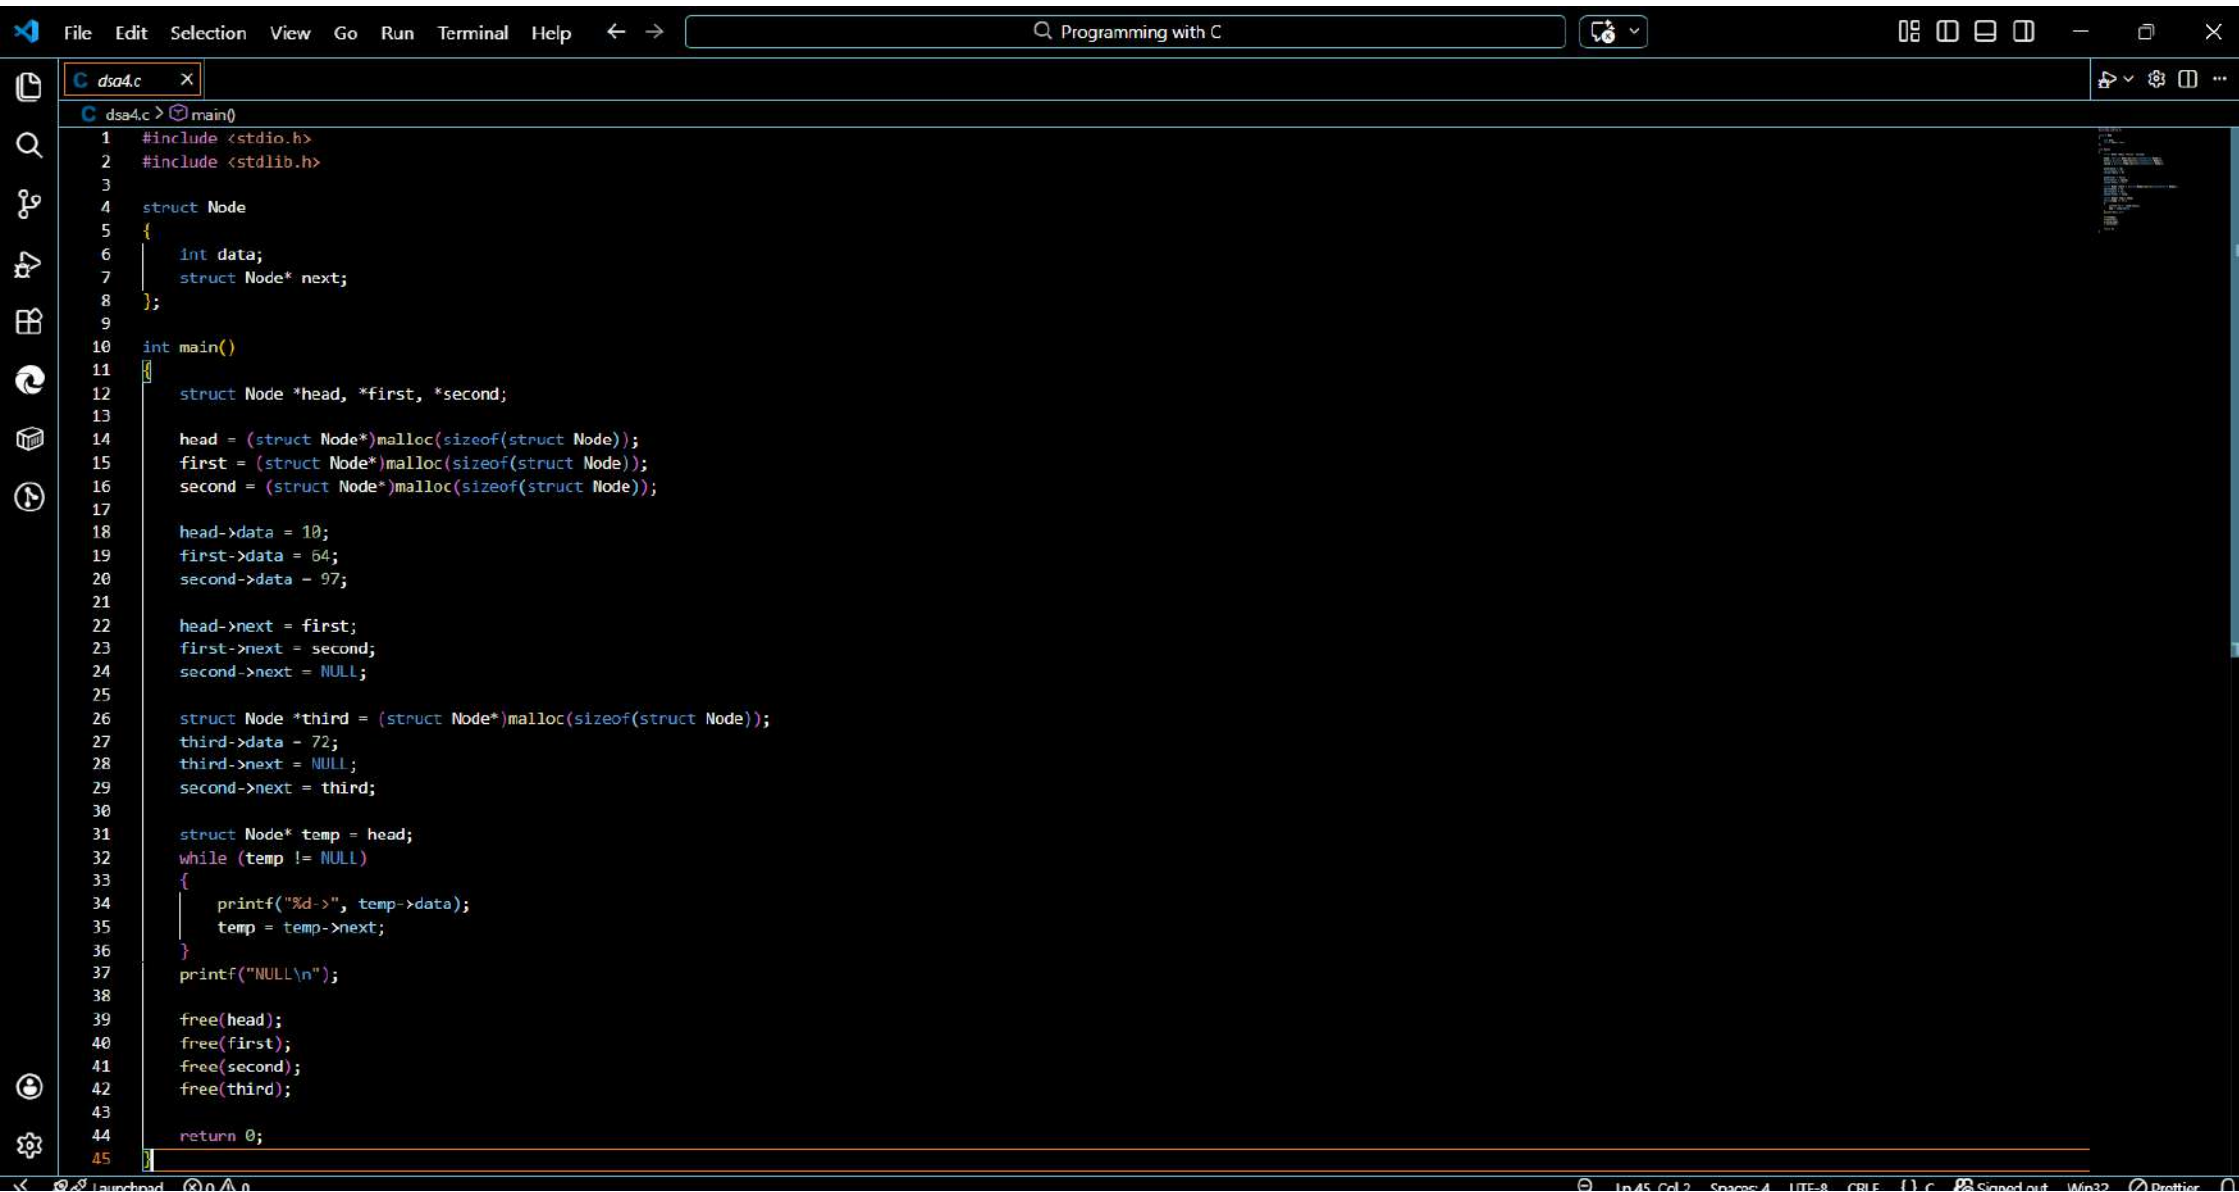 File Edit Selection View Go Run Terminal Help Programming with C
C dsa4.c
C dsa4.c > main()
1 #include <stdio.h>
2 #include <stdlib.h>
3
4 struct Node
5 {
6 int data;
7 struct Node* next;
8 };
9
10 int main()
11 {
12 struct Node *head, *first, *second;
13
14 head = (struct Node*)malloc(sizeof(struct Node));
15 first = (struct Node*)malloc(sizeof(struct Node));
16 second = (struct Node*)malloc(sizeof(struct Node));
17
18 head->data = 10;
19 first->data = 64;
20 second->data = 97;
21
22 head->next = first;
23 first->next = second;
24 second->next = NULL;
25
26 struct Node *third = (struct Node*)malloc(sizeof(struct Node));
27 third->data = 72;
28 third->next = NULL;
29 second->next = third;
30
31 struct Node* temp = head;
32 while (temp != NULL)
33 {
34 printf("%d->", temp->data);
35 temp = temp->next;
36 }
37 printf("NULL\n");
38
39 free(head);
40 free(first);
41 free(second);
42 free(third);
43
44 return 0;
45 }
Launchpad 0 0 Ln 45, Col 2 Spaces: 4 UTF-8 CRLF {} C Signed out Win32 Prettier